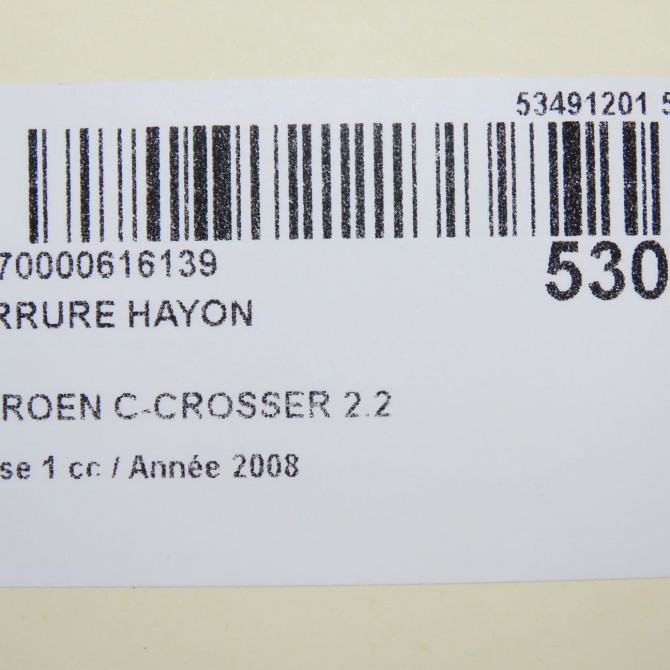 53491201 5
70000616139
530
RRURE HAYON
ROEN C-CROSSER 2.2
se 1 cc / Année 2008